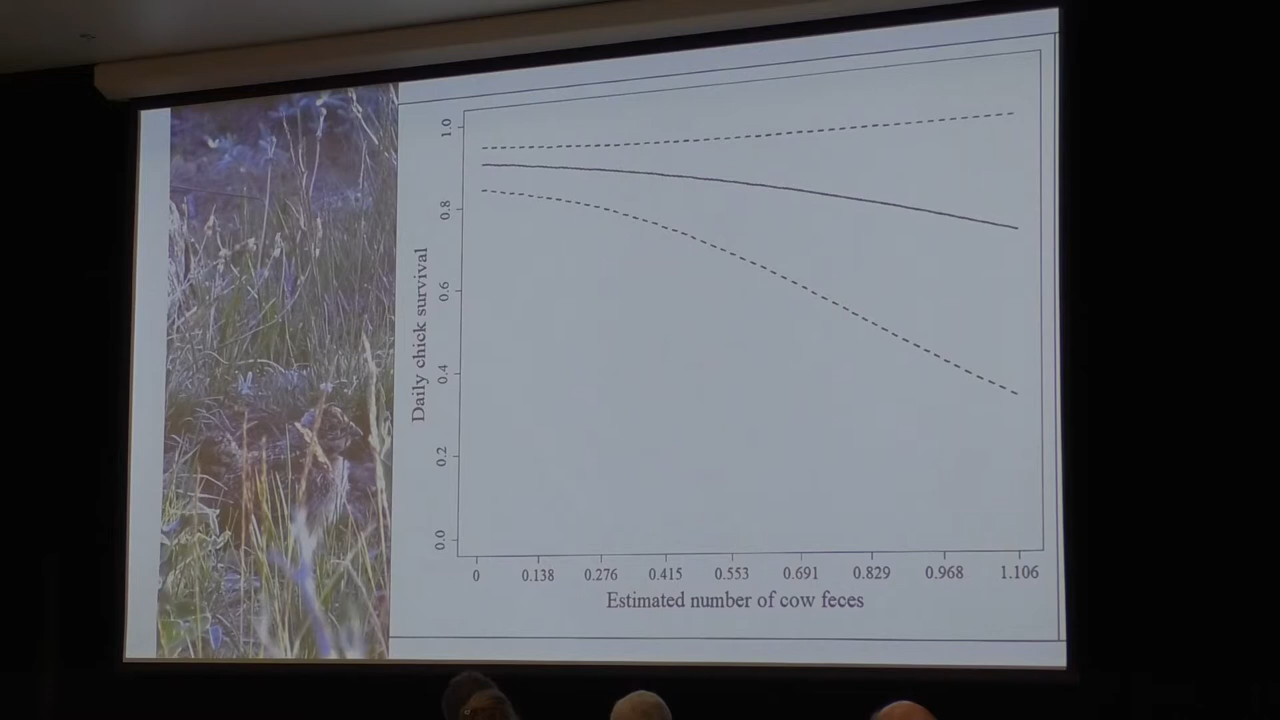 1.0
0.8
0.6
0.4
0.2
0.0
Daily chick survival
0 0.138 0.276 0.415 0.553 0.691 0.829 0.968 1.106
Estimated number of cow feces